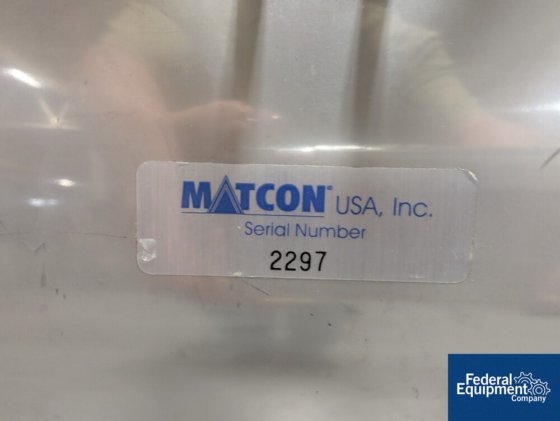 MATCON® USA, Inc.
Serial Number
2297
Federal
Equipment
Company